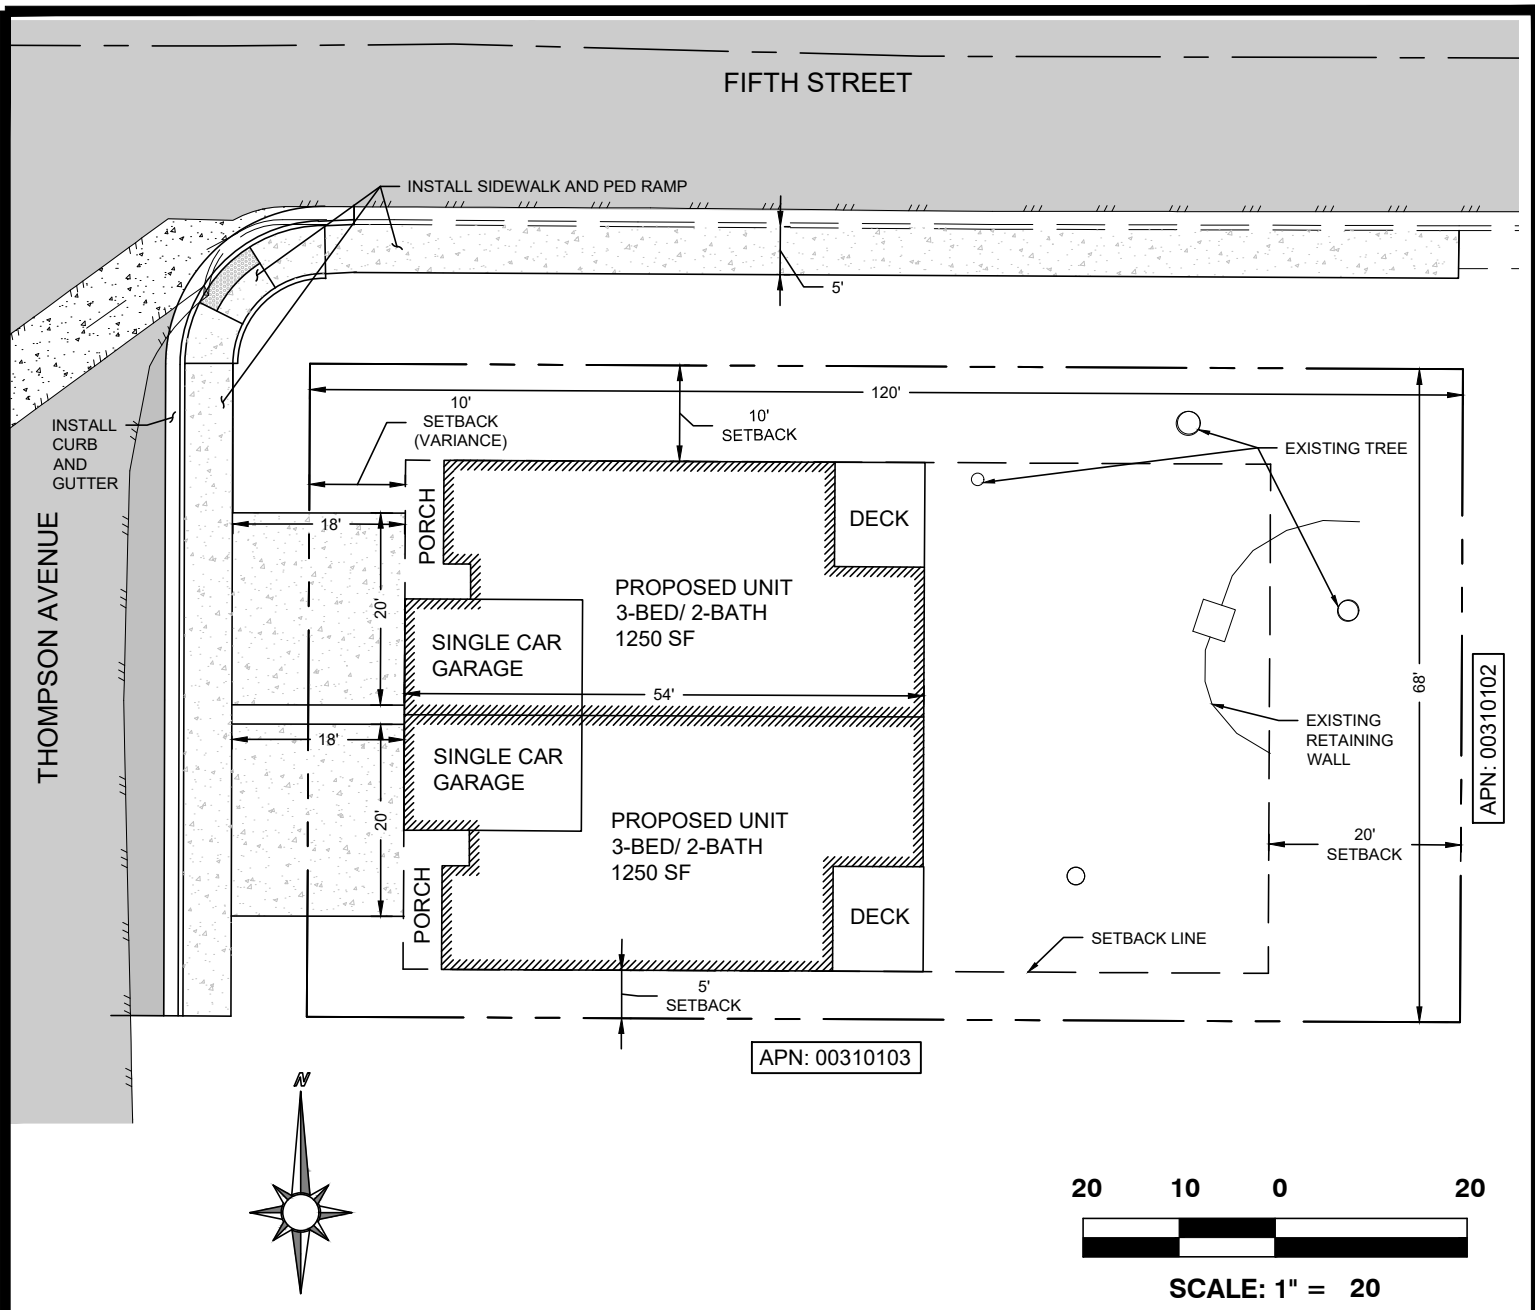 FIFTH STREET
INSTALL SIDEWALK AND PED RAMP
5'
120'
10'
SETBACK
(VARIANCE)
10'
SETBACK
INSTALL
CURB
AND
GUTTER
EXISTING TREE
THOMPSON AVENUE
18'
PORCH
DECK
20'
PROPOSED UNIT
3-BED/ 2-BATH
1250 SF
SINGLE CAR
GARAGE
54'
68'
APN: 00310102
EXISTING
RETAINING
WALL
18'
SINGLE CAR
GARAGE
20'
PROPOSED UNIT
3-BED/ 2-BATH
1250 SF
20'
SETBACK
PORCH
DECK
SETBACK LINE
5'
SETBACK
APN: 00310103
N
20 10 0 20
SCALE: 1" = 20